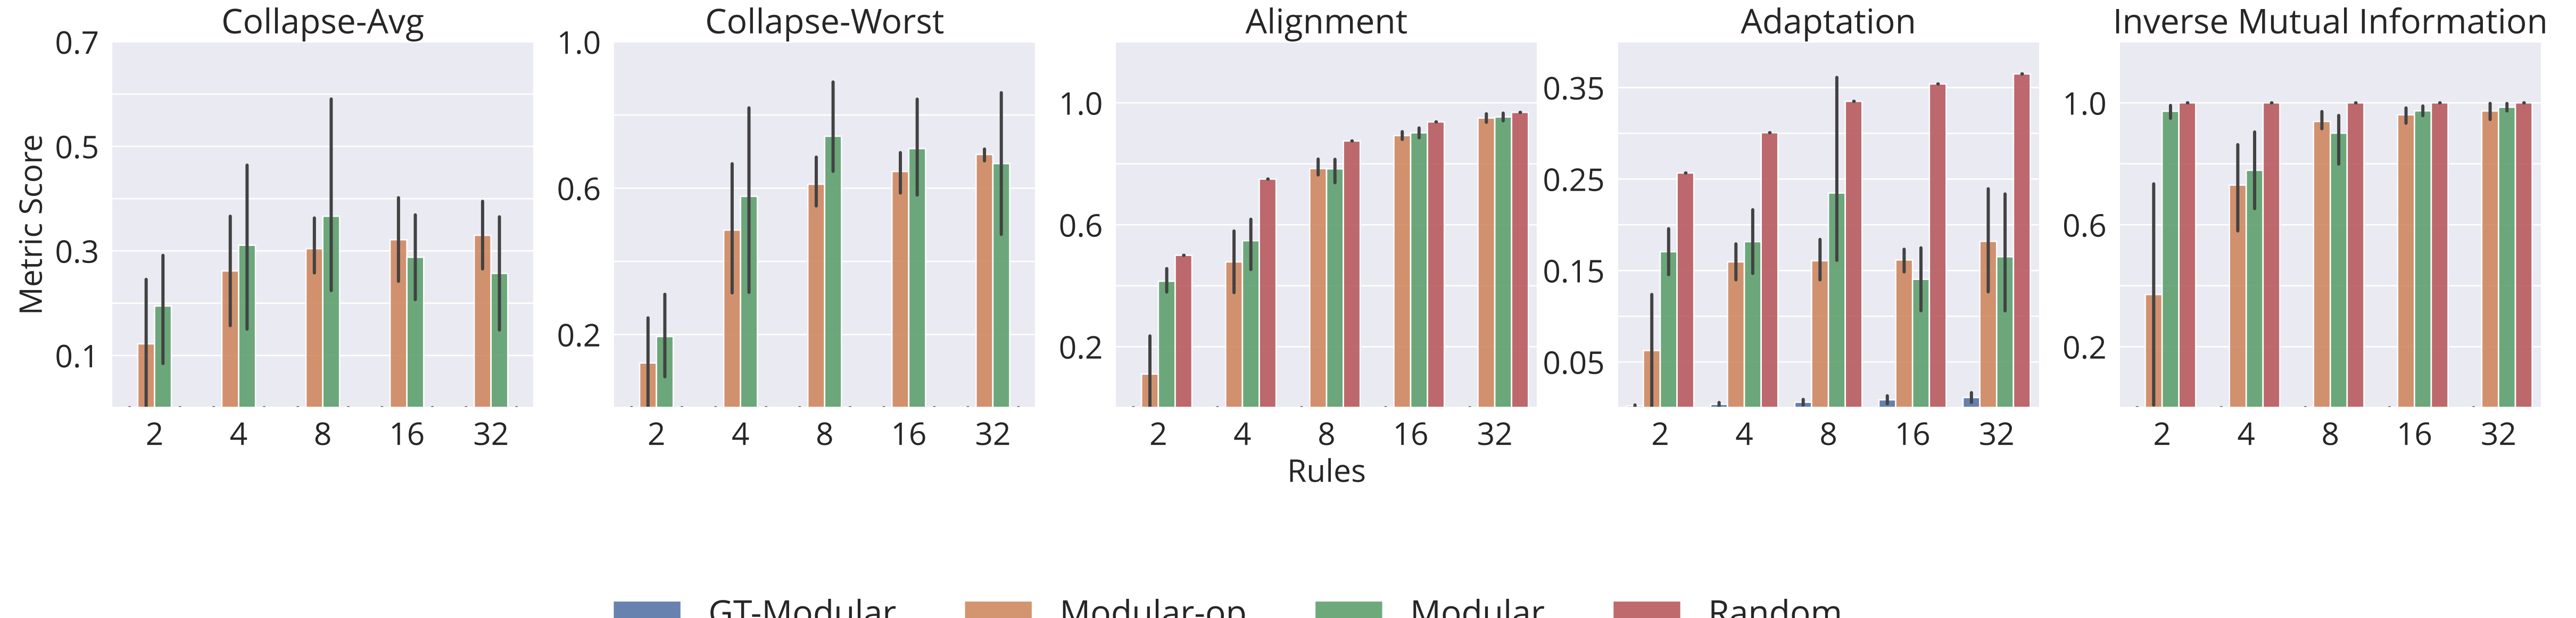 Collapse-Avg Collapse-Worst Alignment Adaptation Inverse Mutual Information
Metric Score
0.7
0.5
0.3
0.1
2 4 8 16 32
1.0
0.6
0.2
2 4 8 16 32
1.0
0.6
0.2
2 4 8 16 32
0.35
0.25
0.15
0.05
2 4 8 16 32
1.0
0.6
0.2
2 4 8 16 32
Rules
GT-Modular Modular-op Modular Random